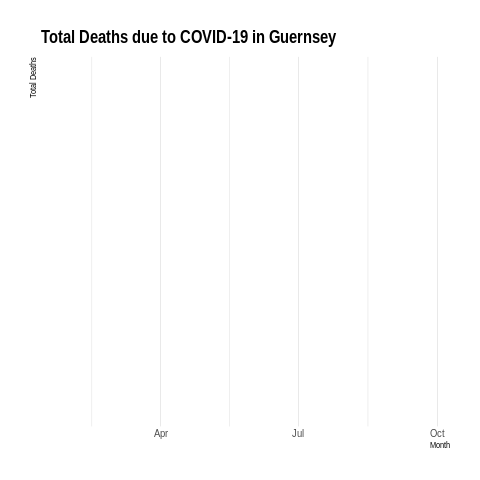 Total Deaths due to COVID-19 in Guernsey
Total Deaths
Apr
Jul
Oct
Month